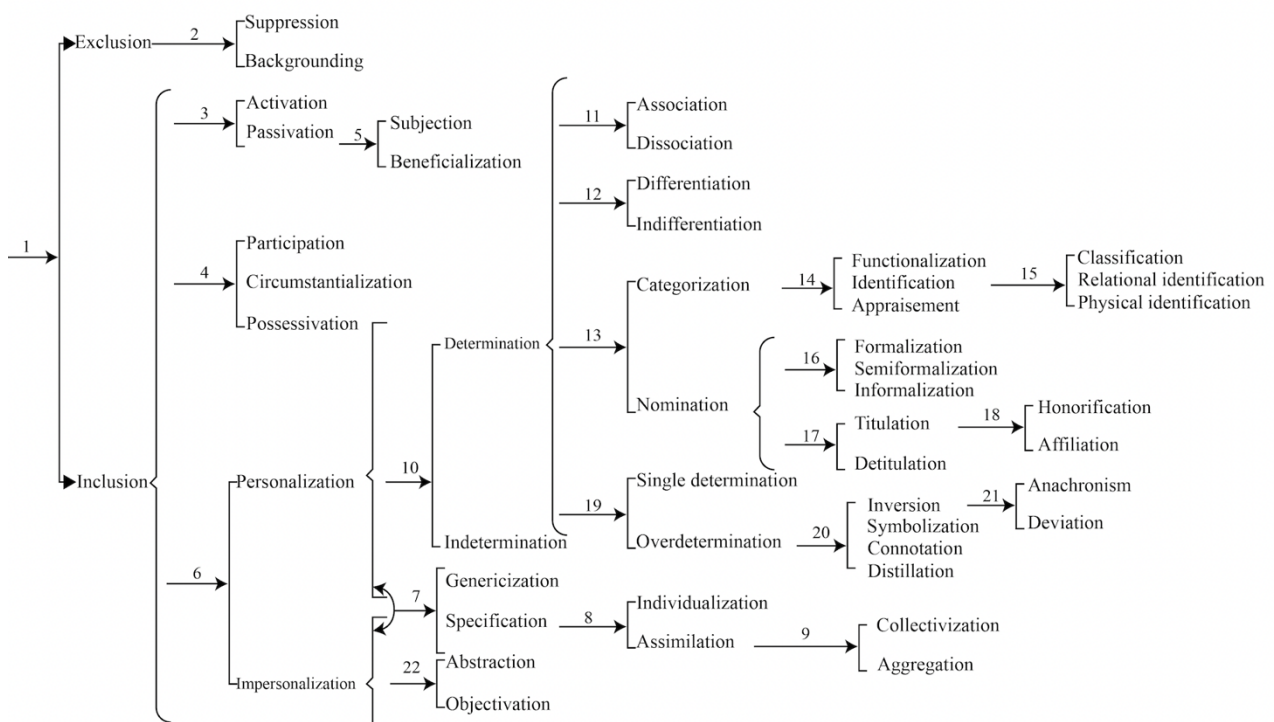 Suppression
Exclusion 2
Backgrounding
Activation
3
Passivation 5 Subjection
Beneficialization
Association
11
Dissociation
Differentiation
12
Indifferentiation
1
Participation
4 Circumstantialization
Possessivation
Categorization 14 Functionalization
Identification 15
Appraisement
Classification
Relational identification
Physical identification
Determination 13
Nomination 16 Formalization
Semiformalization
Informalization
17 Titulation 18 Honorification
Affiliation
Detitulation
Inclusion
Personalization 10
Indetermination
19 Single determination
Overdetermination 20 Inversion 21 Anachronism
Symbolization Deviation
Connotation
Distillation
6
7 Genericization
Specification 8 Individualization
Assimilation 9 Collectivization
Aggregation
Impersonalization 22 Abstraction
Objectivation